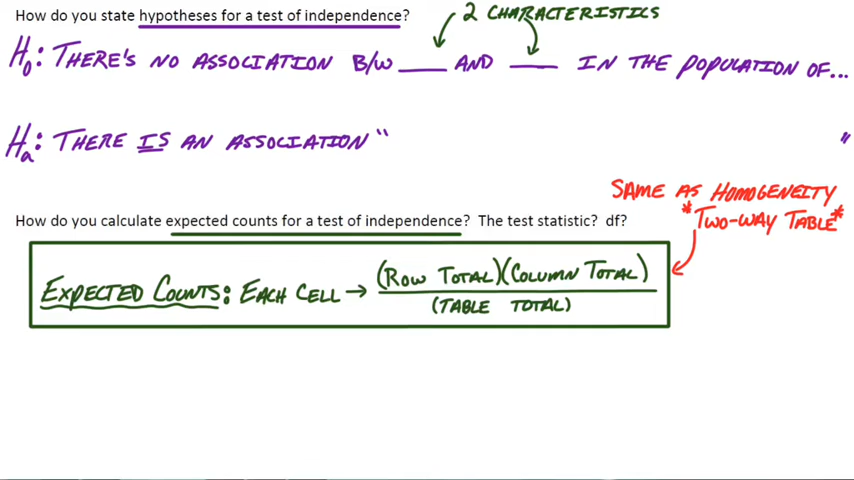 How do you state hypotheses for a test of independence?
2 CHARACTERISTICS
H₀: THERE'S NO ASSOCIATION B/W ____ AND ____ IN THE POPULATION OF...
Hₐ: THERE IS AN ASSOCIATION " "
SAME AS HOMOGENEITY
*TWO-WAY TABLE*
How do you calculate expected counts for a test of independence? The test statistic? df?
EXPECTED COUNTS: EACH CELL → (ROW TOTAL)(COLUMN TOTAL)
(TABLE TOTAL)